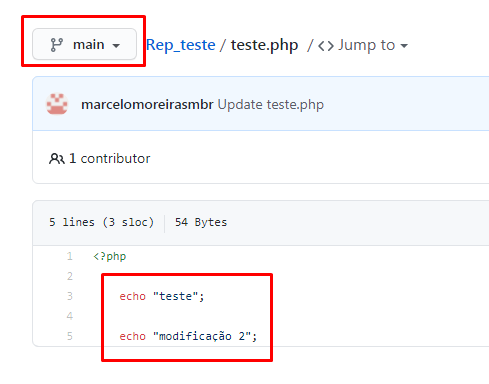 main Rep_teste / teste.php / <> Jump to
marcelomoreirasmbr Update teste.php
1 contributor
5 lines (3 sloc) 54 Bytes
1 <?php
2
3 echo "teste";
4
5 echo "modificação 2";